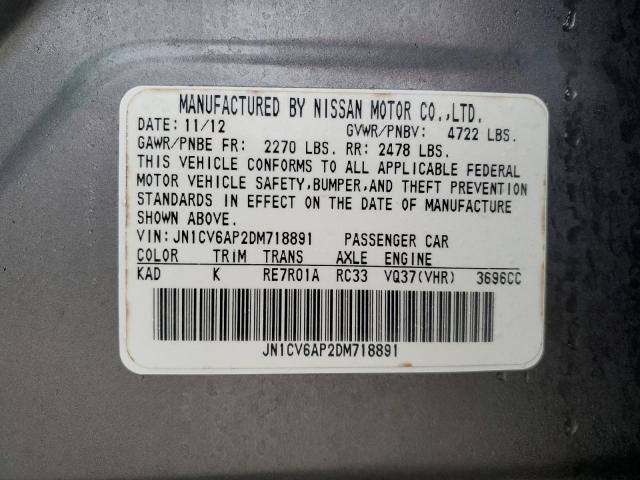 MANUFACTURED BY NISSAN MOTOR CO.,LTD.
DATE: 11/12 GVWR/PNBV: 4722 LBS.
GAWR/PNBE FR: 2270 LBS. RR: 2478 LBS.
THIS VEHICLE CONFORMS TO ALL APPLICABLE FEDERAL
MOTOR VEHICLE SAFETY,BUMPER,AND THEFT PREVENTION
STANDARDS IN EFFECT ON THE DATE OF MANUFACTURE
SHOWN ABOVE.
VIN:JN1CV6AP2DM718891 PASSENGER CAR
COLOR TRIM TRANS AXLE ENGINE
KAD K RE7R01A RC33 VQ37(VHR) 3696CC
JN1CV6AP2DM718891